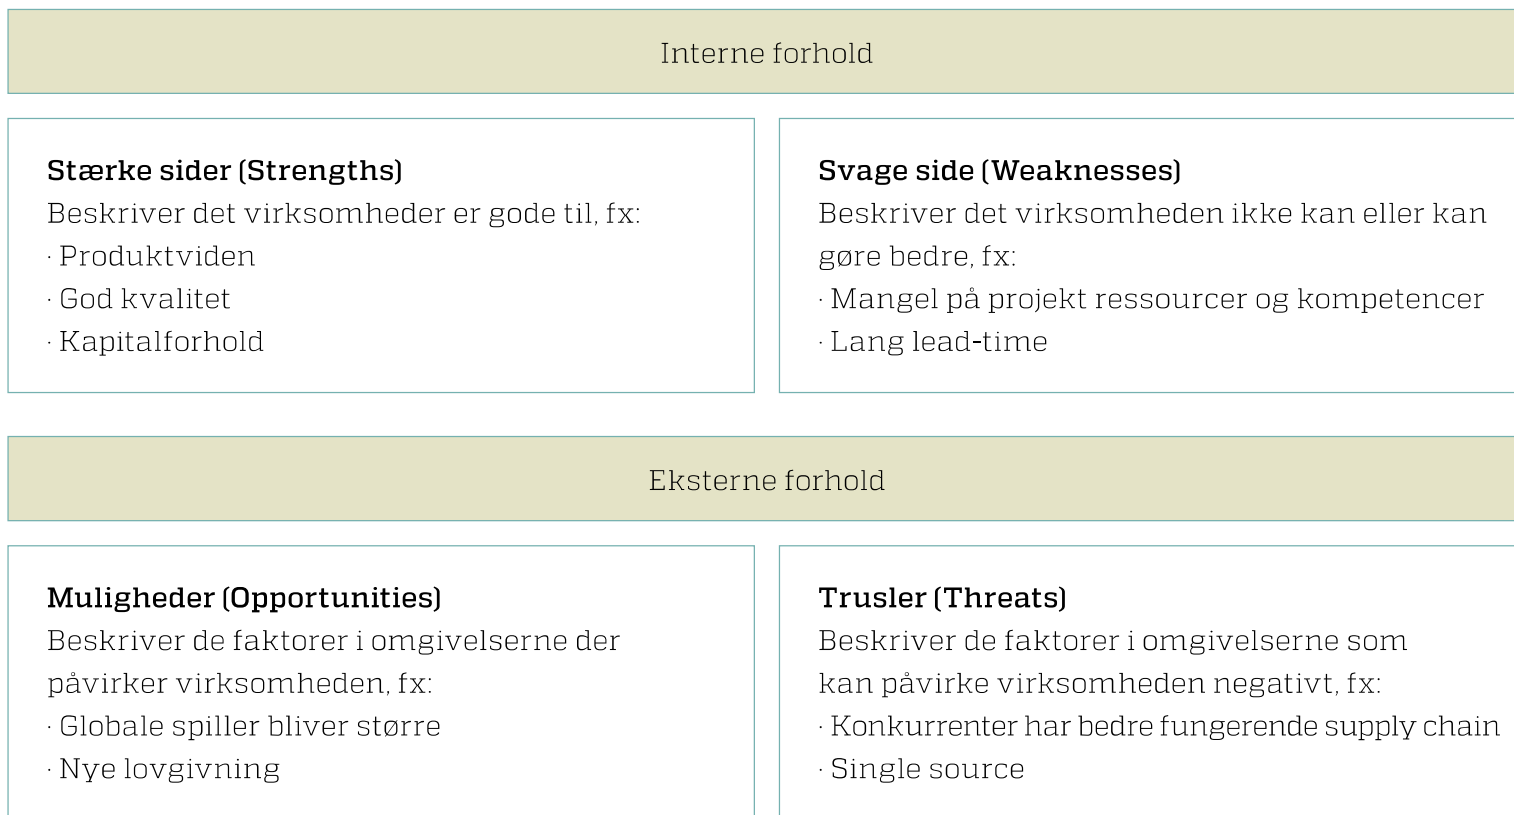 Interne forhold
Stærke sider (Strengths)
Beskriver det virksomheder er gode til, fx:
· Produktviden
· God kvalitet
· Kapitalforhold
Svage side (Weaknesses)
Beskriver det virksomheden ikke kan eller kan
gøre bedre, fx:
· Mangel på projekt ressourcer og kompetencer
· Lang lead-time
Eksterne forhold
Muligheder (Opportunities)
Beskriver de faktorer i omgivelserne der
påvirker virksomheden, fx:
· Globale spiller bliver større
· Nye lovgivning
Trusler (Threats)
Beskriver de faktorer i omgivelserne som
kan påvirke virksomheden negativt, fx:
· Konkurrenter har bedre fungerende supply chain
· Single source